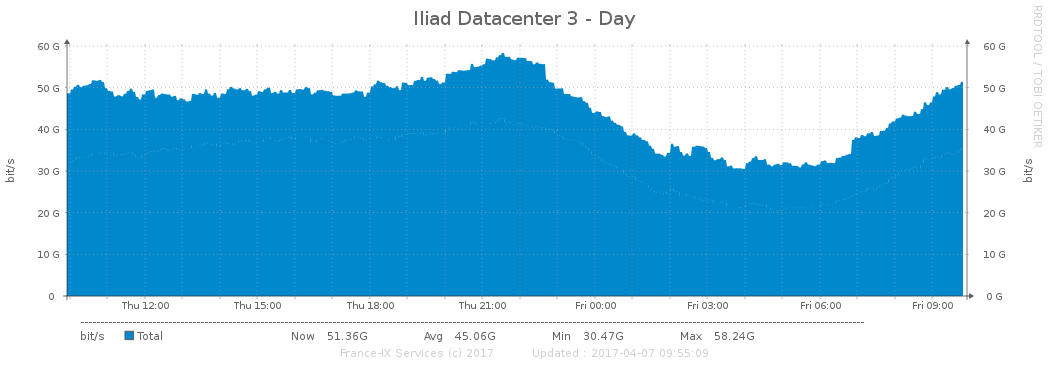 Iliad Datacenter 3 - Day
RRDTOOL / TOBI OETIKER
60 G 60 G
50 G 50 G
40 G 40 G
30 G 30 G
20 G 20 G
10 G 10 G
0 0 G
bit/s bit/s
Thu 12:00 Thu 15:00 Thu 18:00 Thu 21:00 Fri 00:00 Fri 03:00 Fri 06:00 Fri 09:00
bit/s Total Now 51.36G Avg 45.06G Min 30.47G Max 58.24G
France-IX Services (c) 2017 Updated : 2017-04-07 09:55:09